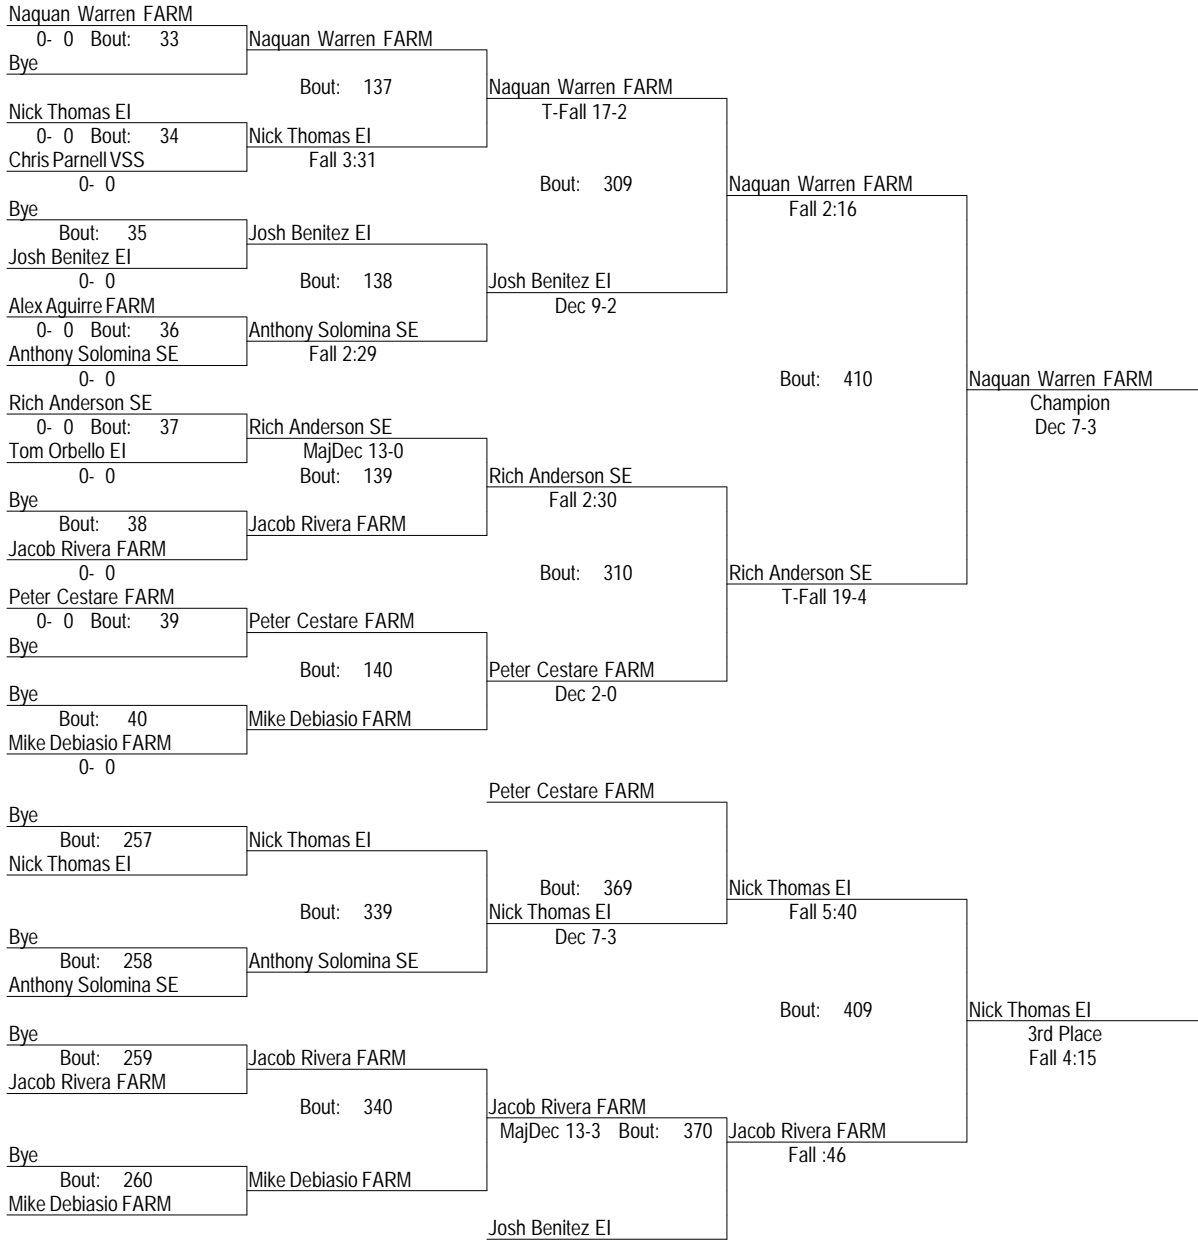 Naquan Warren FARM
0- 0 Bout: 33 Naquan Warren FARM
Bye
Bout: 137 Naquan Warren FARM
Nick Thomas EI T-Fall 17-2
0- 0 Bout: 34 Nick Thomas EI
Chris Parnell VSS Fall 3:31
0- 0 Bout: 309 Naquan Warren FARM
Bye Fall 2:16
Bout: 35 Josh Benitez EI
Josh Benitez EI
0- 0 Bout: 138 Josh Benitez EI
Alex Aguirre FARM Dec 9-2
0- 0 Bout: 36 Anthony Solomina SE
Anthony Solomina SE Fall 2:29
0- 0 Bout: 410 Naquan Warren FARM
Rich Anderson SE Champion
0- 0 Bout: 37 Rich Anderson SE Dec 7-3
Tom Orbello EI MajDec 13-0
0- 0 Bout: 139 Rich Anderson SE
Bye Fall 2:30
Bout: 38 Jacob Rivera FARM
Jacob Rivera FARM
0- 0 Bout: 310 Rich Anderson SE
Peter Cestare FARM T-Fall 19-4
0- 0 Bout: 39 Peter Cestare FARM
Bye
Bout: 140 Peter Cestare FARM
Bye Dec 2-0
Bout: 40 Mike Debiasio FARM
Mike Debiasio FARM
0- 0
Peter Cestare FARM
Bye
Bout: 257 Nick Thomas EI
Nick Thomas EI
Bout: 369 Nick Thomas EI
Bout: 339 Nick Thomas EI Fall 5:40
Bye Dec 7-3
Bout: 258 Anthony Solomina SE
Anthony Solomina SE
Bout: 409 Nick Thomas EI
Bye 3rd Place
Bout: 259 Jacob Rivera FARM Fall 4:15
Jacob Rivera FARM
Bout: 340 Jacob Rivera FARM
MajDec 13-3 Bout: 370 Jacob Rivera FARM
Bye Fall :46
Bout: 260 Mike Debiasio FARM
Mike Debiasio FARM
Josh Benitez EI